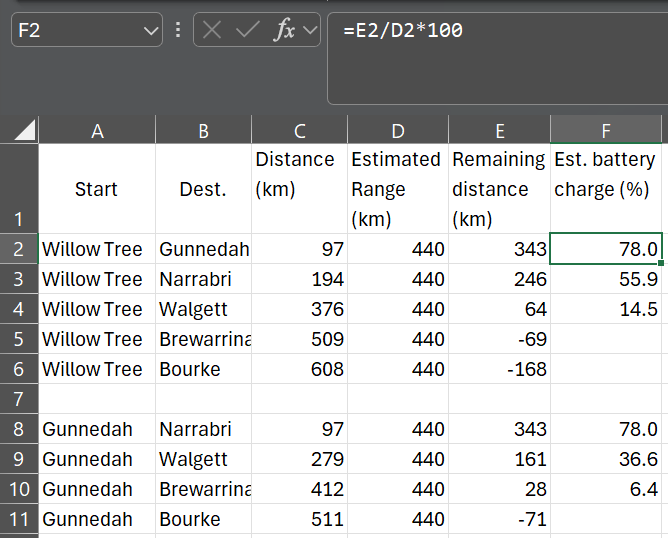 F2 fx =E2/D2*100
A B C D E F
1 Start Dest. Distance (km) Estimated Range (km) Remaining distance (km) Est. battery charge (%)
2 Willow Tree Gunnedah 97 440 343 78.0
3 Willow Tree Narrabri 194 440 246 55.9
4 Willow Tree Walgett 376 440 64 14.5
5 Willow Tree Brewarrina 509 440 -69
6 Willow Tree Bourke 608 440 -168
7
8 Gunnedah Narrabri 97 440 343 78.0
9 Gunnedah Walgett 279 440 161 36.6
10 Gunnedah Brewarrina 412 440 28 6.4
11 Gunnedah Bourke 511 440 -71